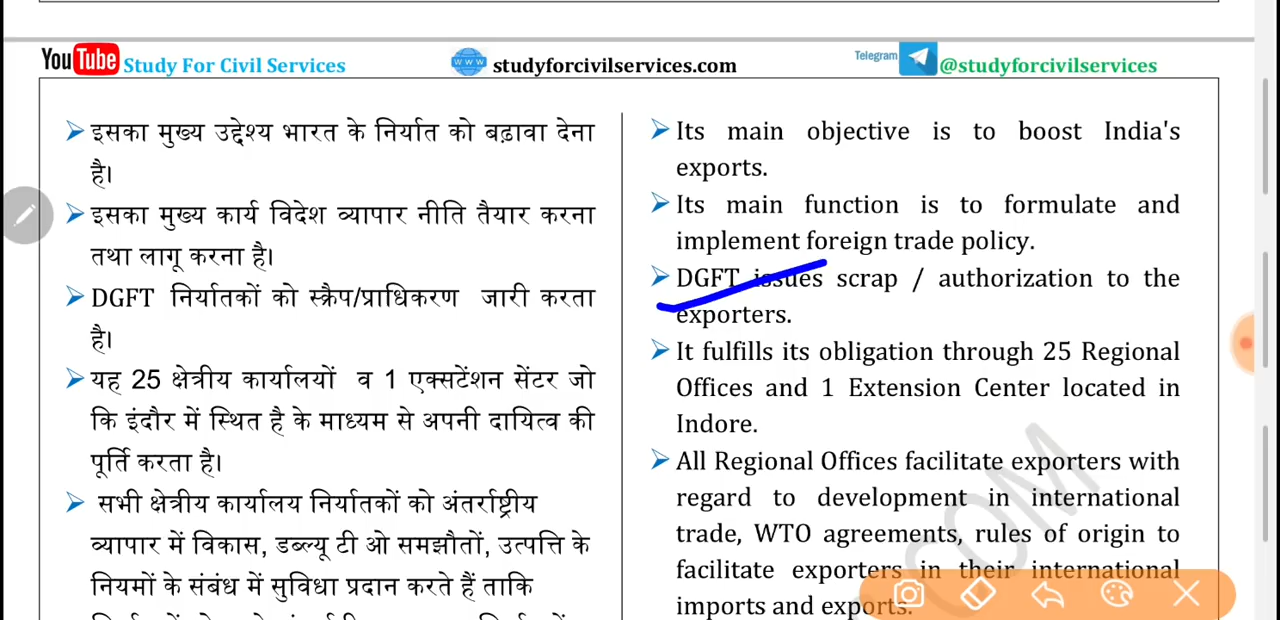 YouTube Study For Civil Services
www studyforcivilservices.com
Telegram @studyforcivilservices
➢ इसका मुख्य उद्देश्य भारत के निर्यात को बढ़ावा देना
है।
➢ इसका मुख्य कार्य विदेश व्यापार नीति तैयार करना
तथा लागू करना है।
➢ DGFT निर्यातकों को स्क्रैप/प्राधिकरण जारी करता
है।
➢ यह 25 क्षेत्रीय कार्यालयों व 1 एक्सटेंशन सेंटर जो
कि इंदौर में स्थित है के माध्यम से अपनी दायित्व की
पूर्ति करता है।
➢ सभी क्षेत्रीय कार्यालय निर्यातकों को अंतर्राष्ट्रीय
व्यापार में विकास, डब्ल्यू टी ओ समझौतों, उत्पत्ति के
नियमों के संबंध में सुविधा प्रदान करते हैं ताकि
➢ Its main objective is to boost India's
exports.
➢ Its main function is to formulate and
implement foreign trade policy.
➢ DGFT issues scrap / authorization to the
exporters.
➢ It fulfills its obligation through 25 Regional
Offices and 1 Extension Center located in
Indore.
➢ All Regional Offices facilitate exporters with
regard to development in international
trade, WTO agreements, rules of origin to
facilitate exporters in their international
imports and exports.